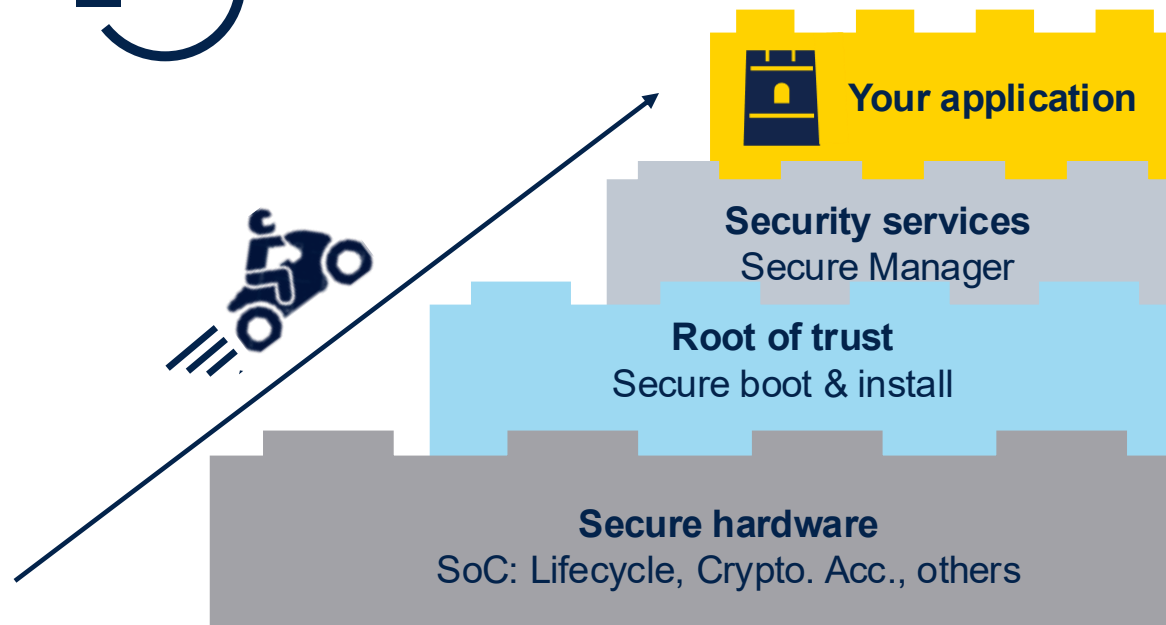 Your application
Security services
Secure Manager
Root of trust
Secure boot & install
Secure hardware
SoC: Lifecycle, Crypto. Acc., others